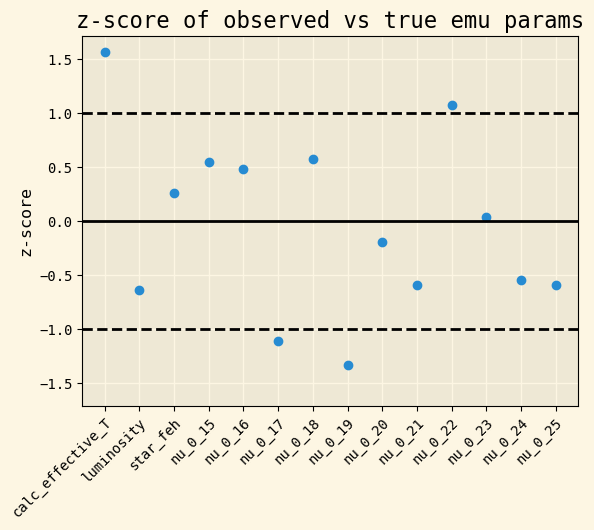 z-score of observed vs true emu params
z-score
1.5
1.0
0.5
0.0
−0.5
−1.0
−1.5
calc_effective_T
luminosity
star_feh
nu_0_15
nu_0_16
nu_0_17
nu_0_18
nu_0_19
nu_0_20
nu_0_21
nu_0_22
nu_0_23
nu_0_24
nu_0_25